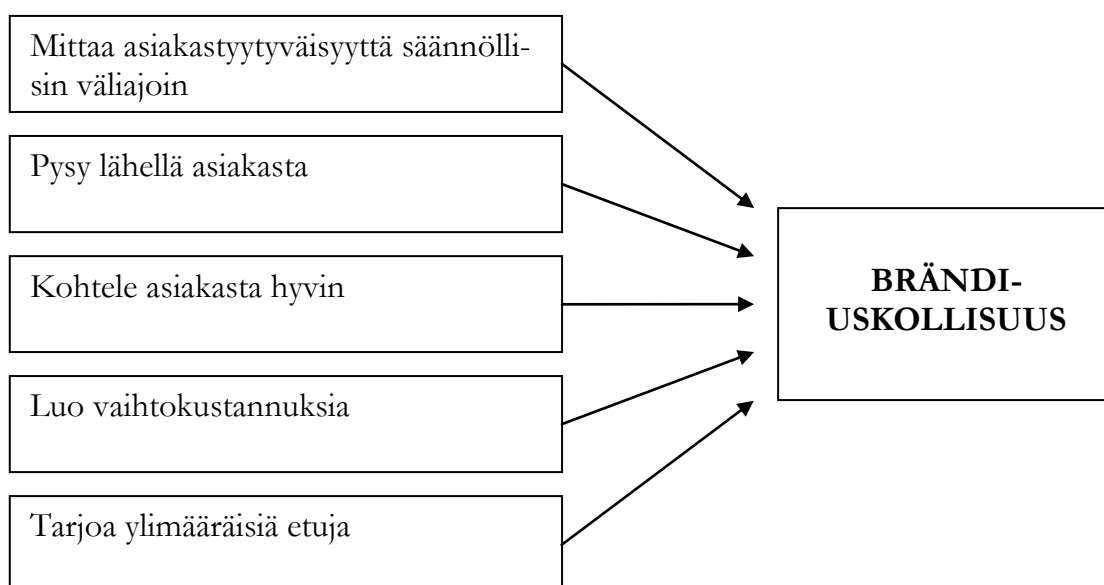 Mittaa asiakastyytyväisyyttä säännölli-
sin väliajoin
Pysy lähellä asiakasta
Kohtele asiakasta hyvin
Luo vaihtokustannuksia
Tarjoa ylimääräisiä etuja
BRÄNDI-
USKOLLISUUS